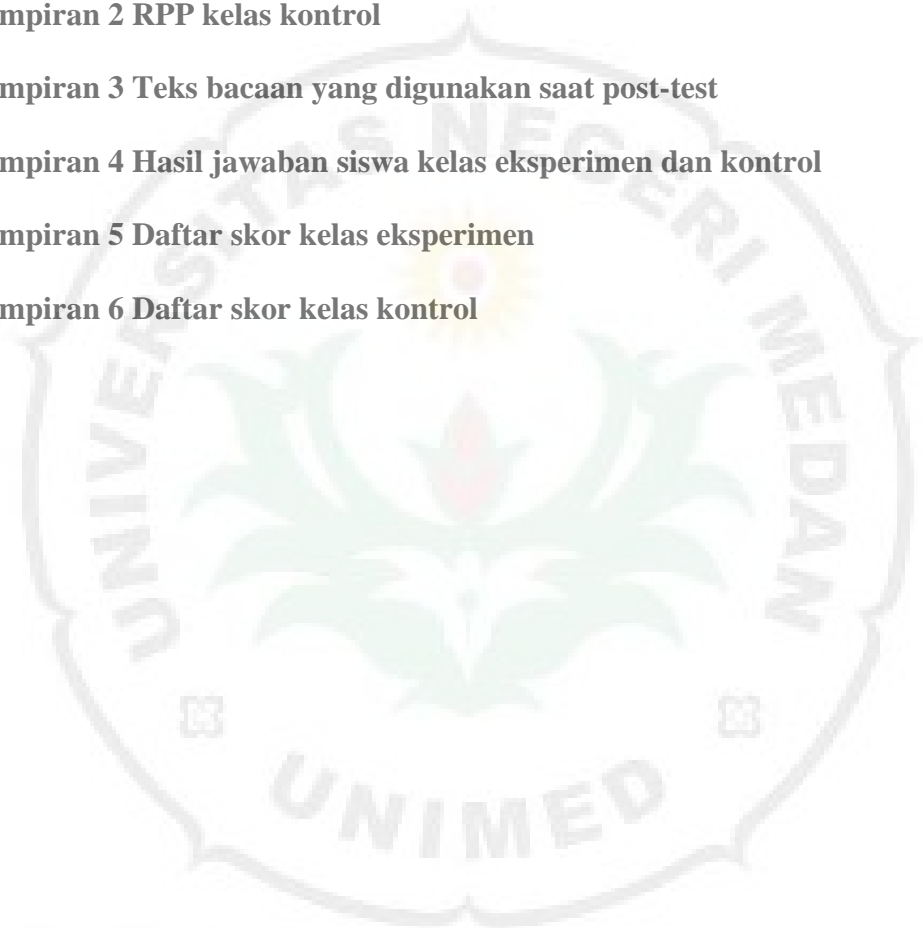 mpiran 2 RPP kelas kontrol
mpiran 3 Teks bacaan yang digunakan saat post-test
mpiran 4 Hasil jawaban siswa kelas eksperimen dan kontrol
mpiran 5 Daftar skor kelas eksperimen
mpiran 6 Daftar skor kelas kontrol
UNIVERSITAS NEGERI MEDAN
UNIMED